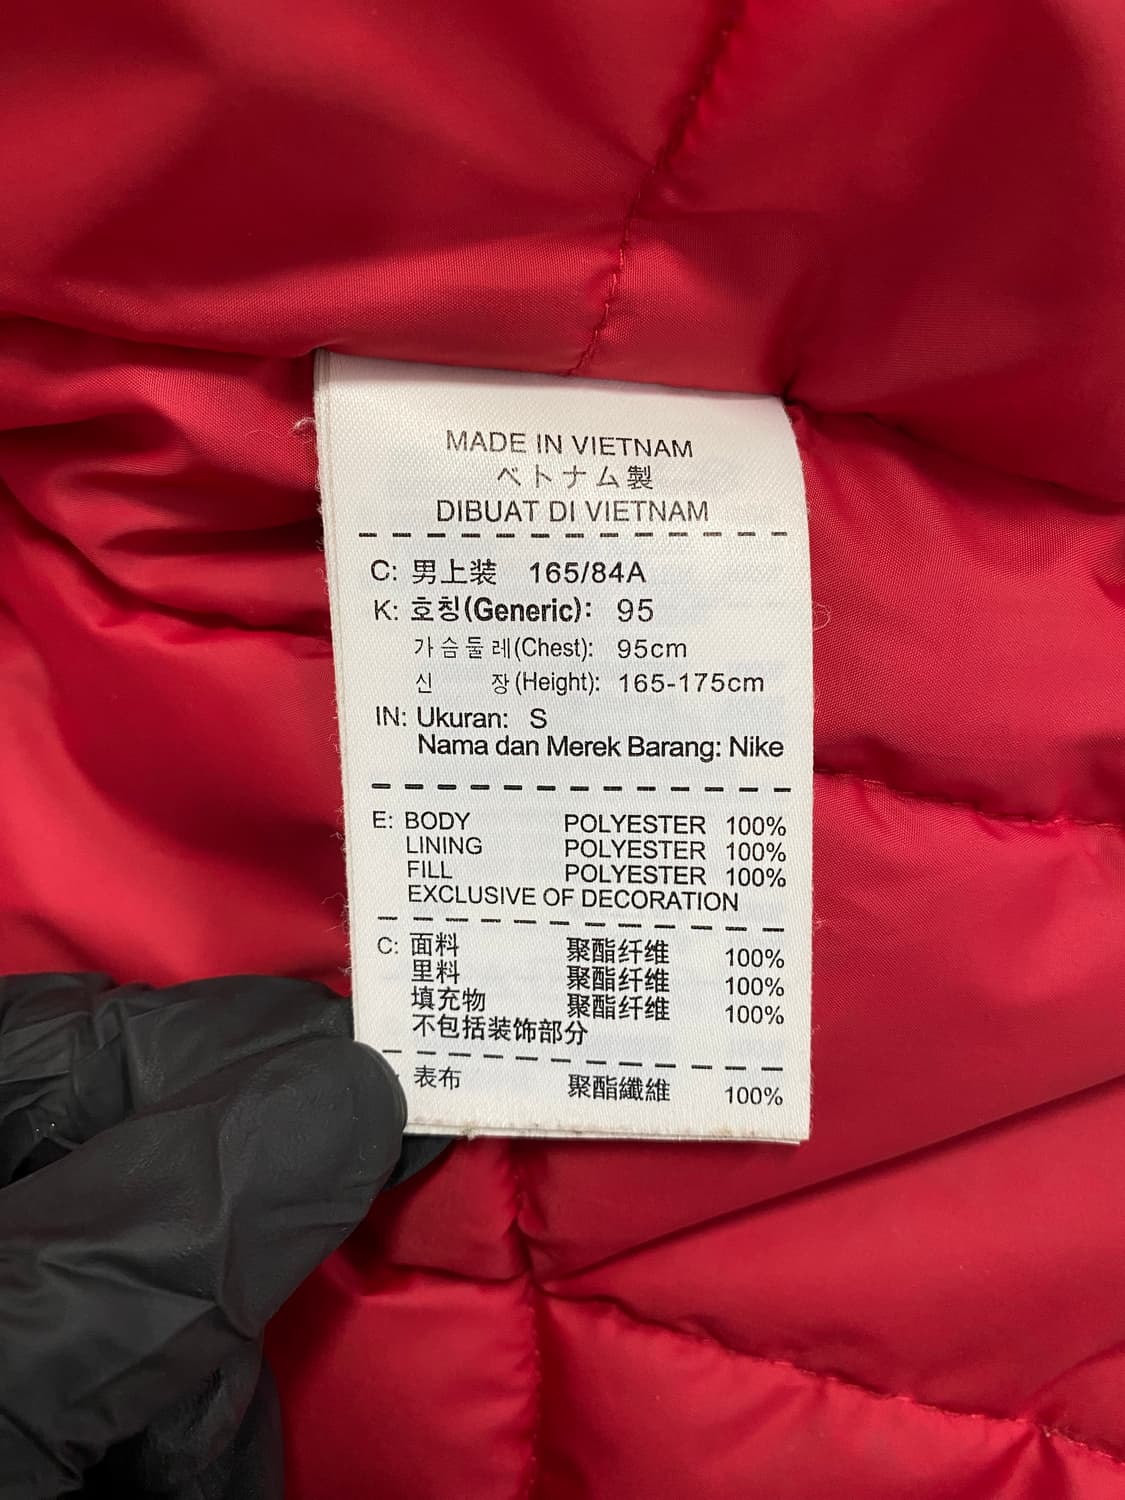 MADE IN VIETNAM
ベトナム製
DIBUAT DI VIETNAM
C: 男上装 165/84A
K: 호칭(Generic): 95
가슴둘레(Chest): 95cm
신 장(Height): 165-175cm
IN: Ukuran: S
Nama dan Merek Barang: Nike
E: BODY POLYESTER 100%
LINING POLYESTER 100%
FILL POLYESTER 100%
EXCLUSIVE OF DECORATION
C: 面料 聚酯纤维 100%
里料 聚酯纤维 100%
填充物 聚酯纤维 100%
不包括装饰部分
表布 聚酯纖維 100%